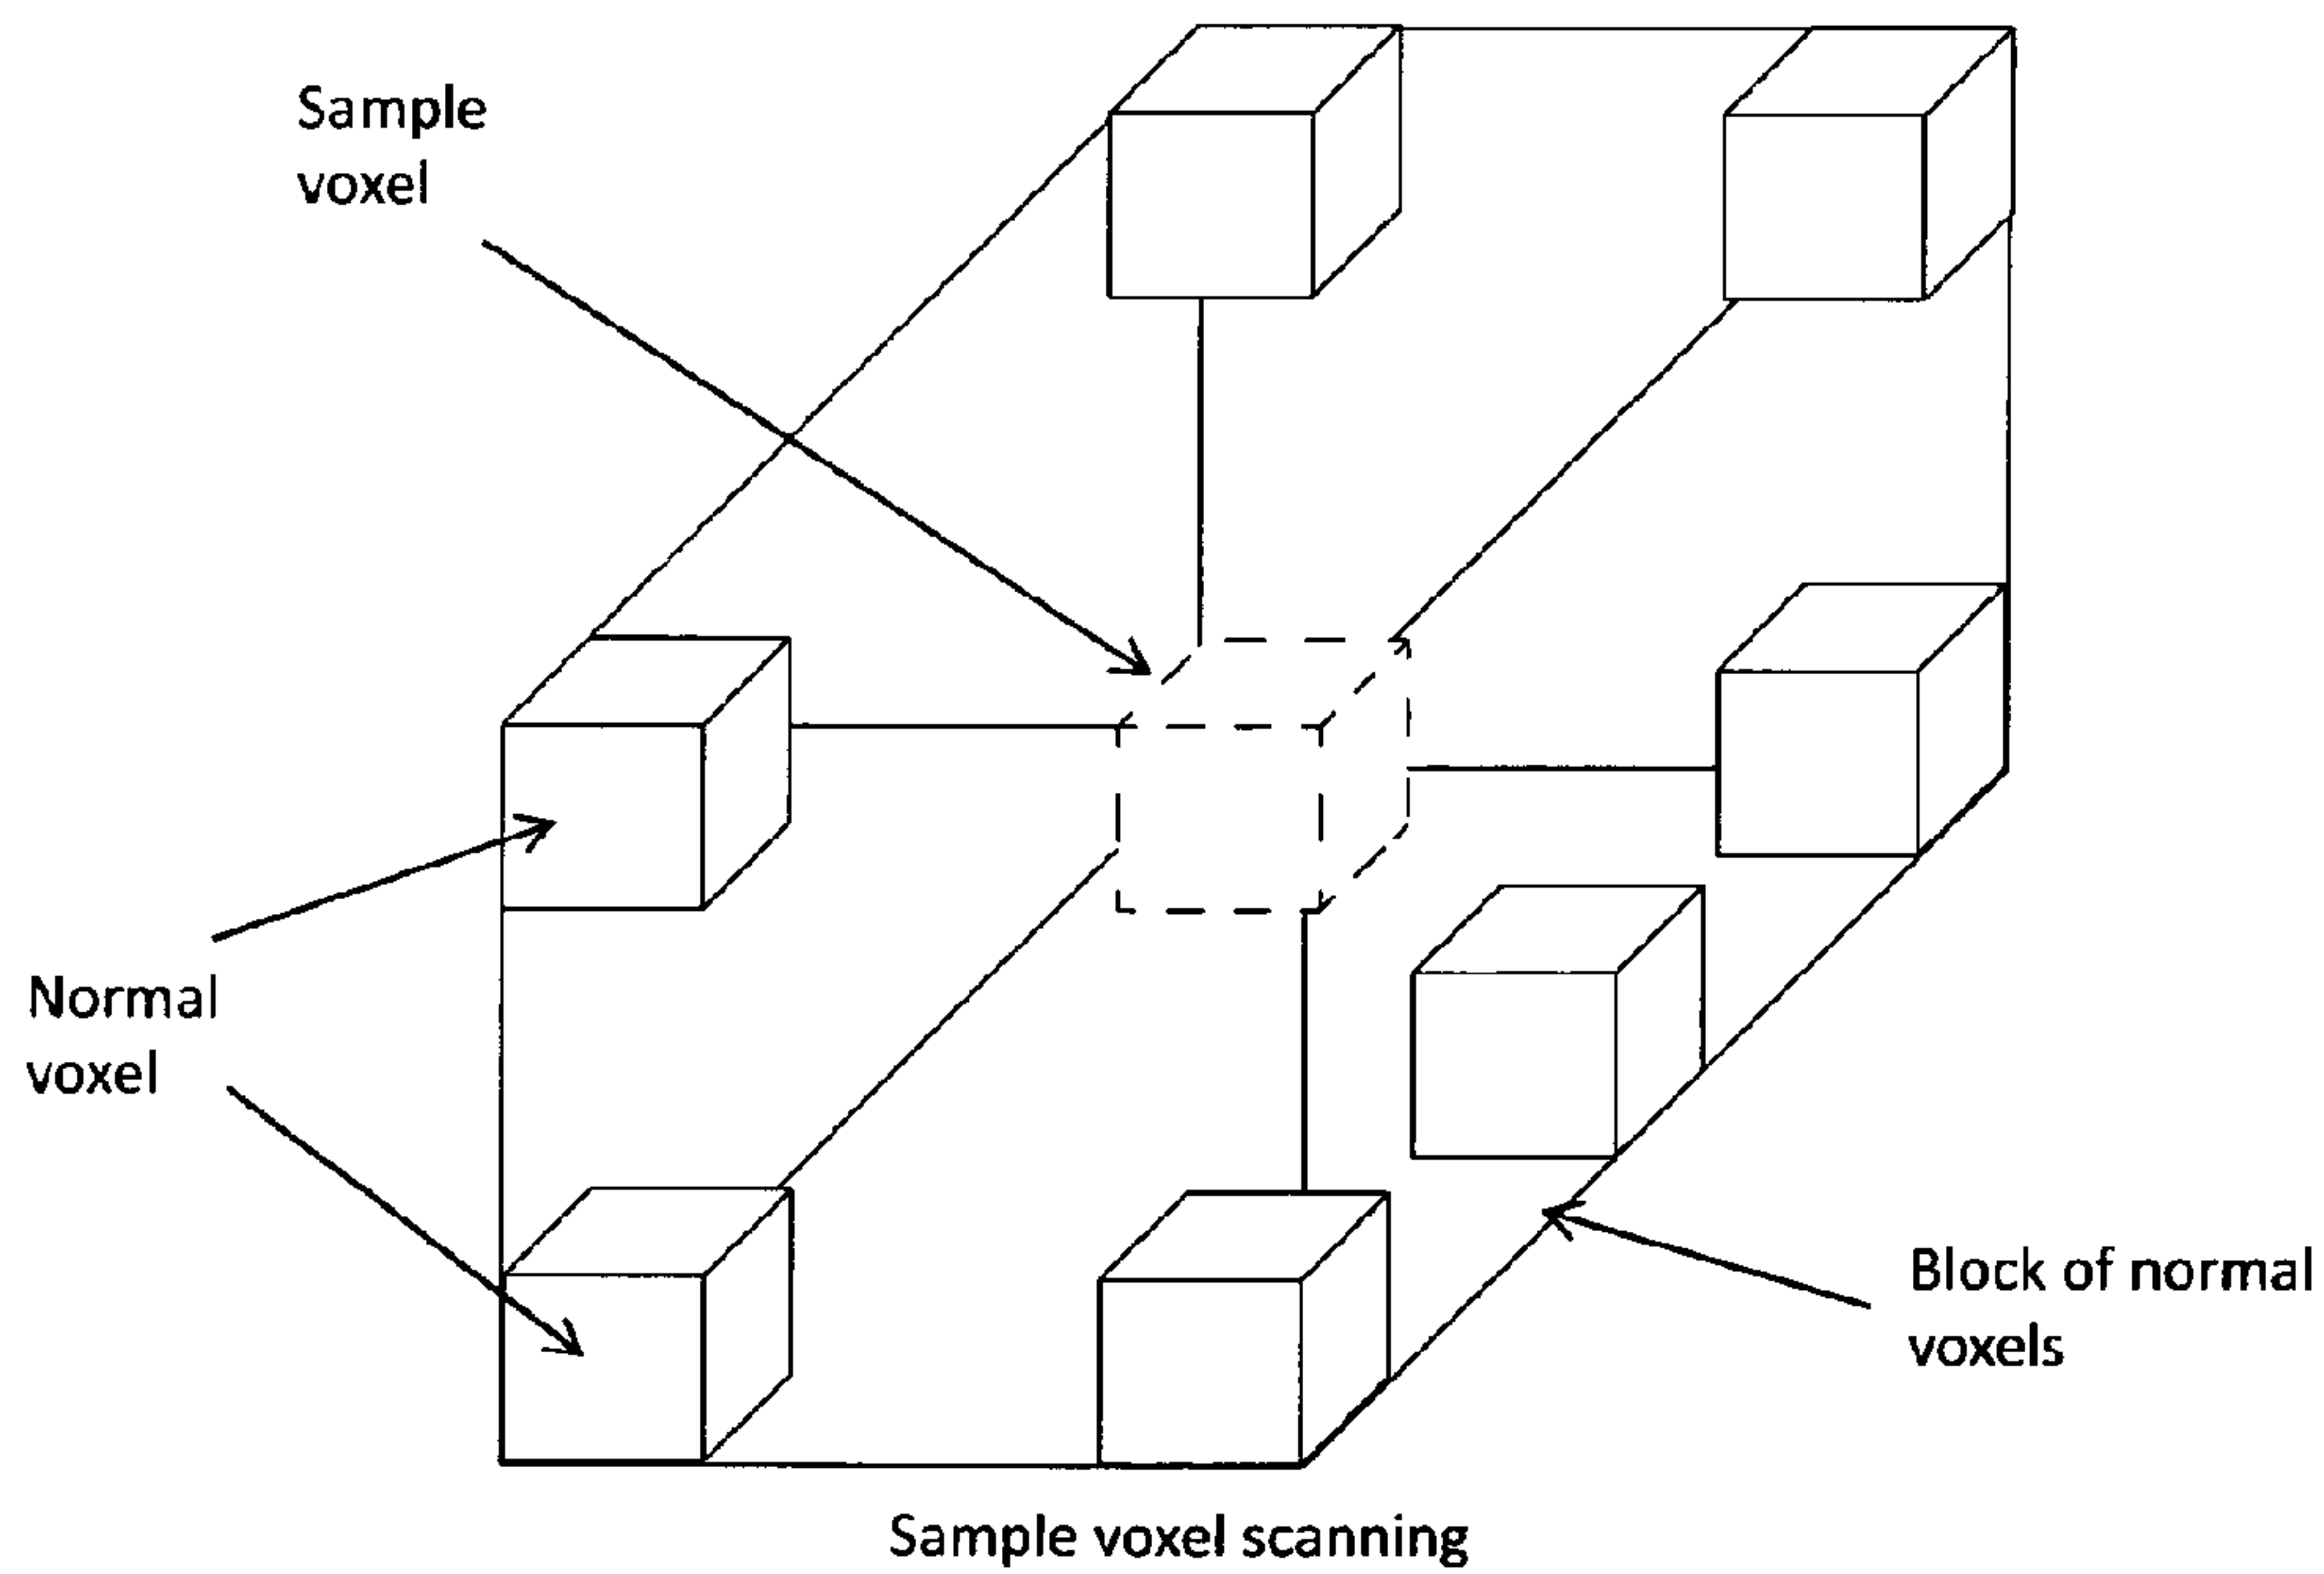 Sample
voxel
Normal
voxel
Block of normal
voxels
Sample voxel scanning